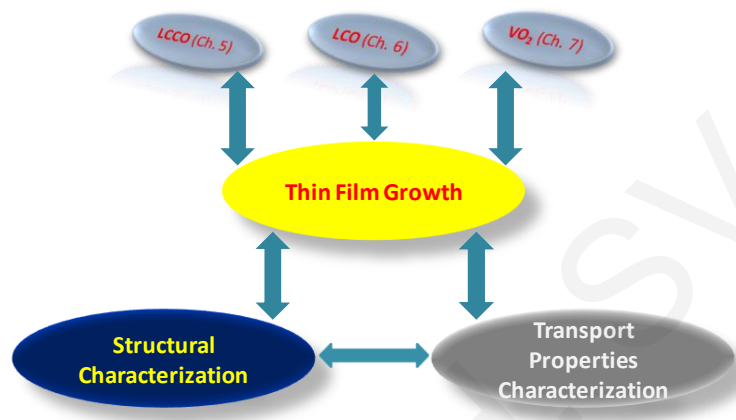 LCCO (Ch. 5)
LCO (Ch. 6)
VO₂ (Ch. 7)
Thin Film Growth
Structural
Characterization
Transport
Properties
Characterization